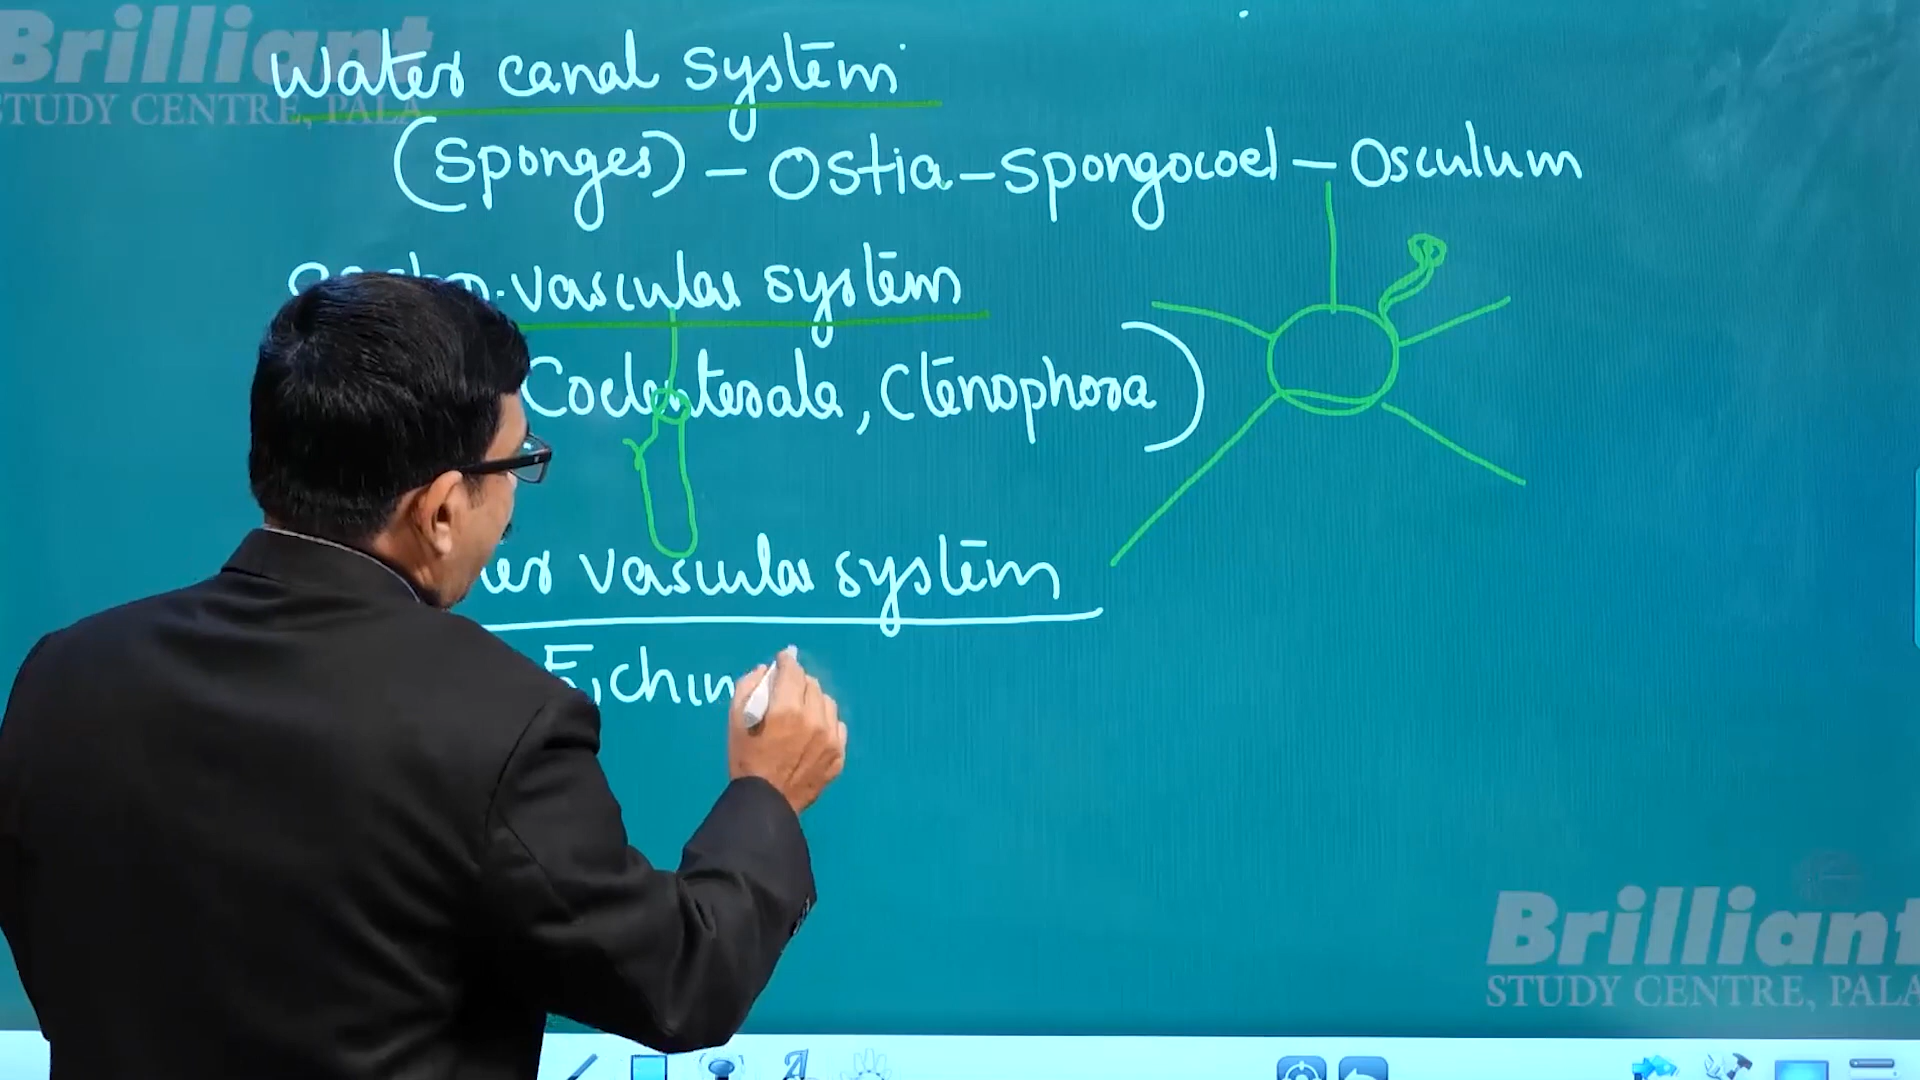 Brilliant
STUDY CENTRE, PALA
Water canal system
(Sponges) - Ostia - Spongocoel - Osculum
vascular system
Coelenterata, Ctenophora)
vascular system
Echin
Brilliant
STUDY CENTRE, PALA